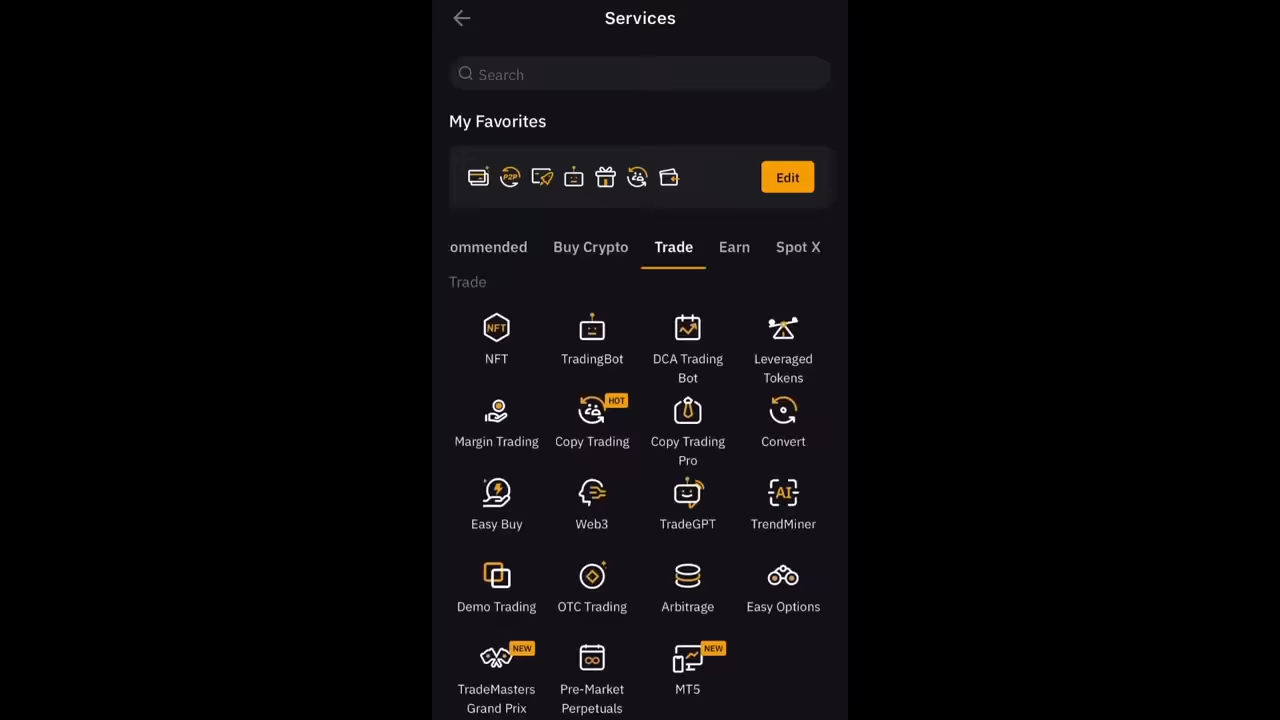 Services
Search
My Favorites
P2P
Edit
ommended Buy Crypto Trade Earn Spot X
Trade
NFT
NFT TradingBot DCA Trading Leveraged
Bot Tokens
HOT
Margin Trading Copy Trading Copy Trading Convert
Pro
AI
Easy Buy Web3 TradeGPT TrendMiner
Demo Trading OTC Trading Arbitrage Easy Options
NEW NEW
TradeMasters Pre-Market MT5
Grand Prix Perpetuals